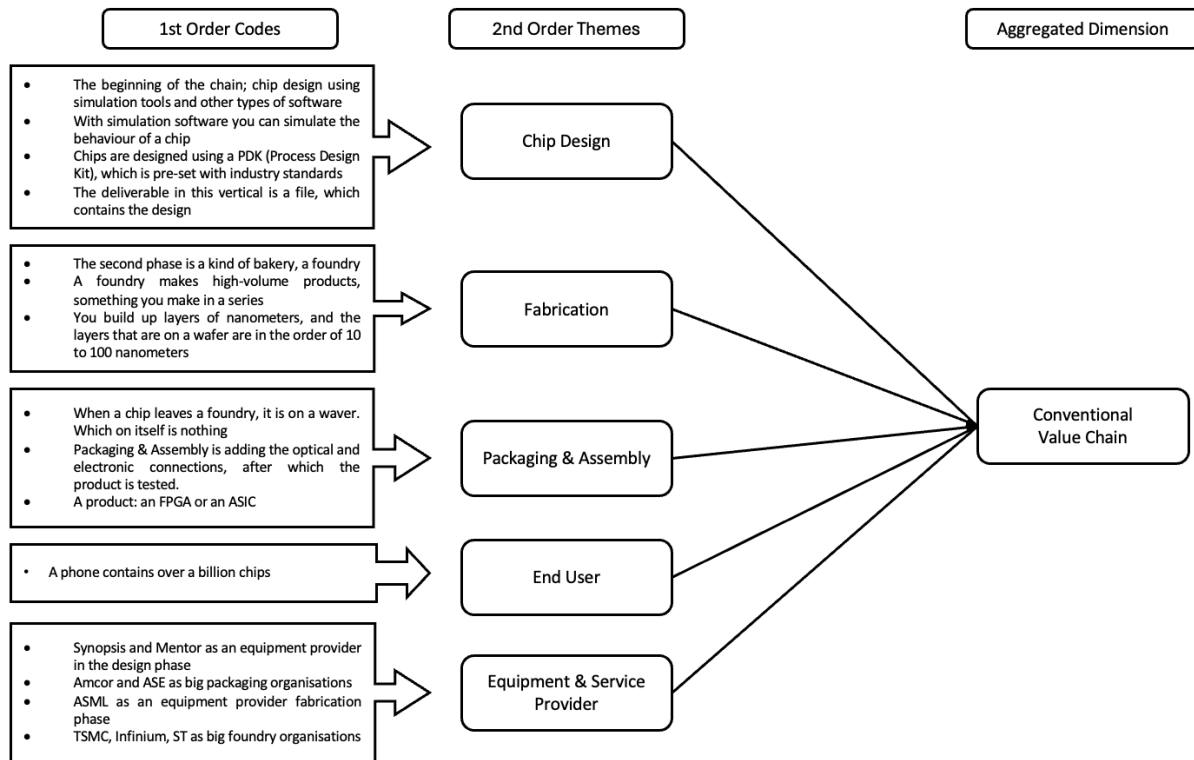 1st Order Codes
2nd Order Themes
Aggregated Dimension
• The beginning of the chain; chip design using
simulation tools and other types of software
• With simulation software you can simulate the
behaviour of a chip
• Chips are designed using a PDK (Process Design
Kit), which is pre-set with industry standards
• The deliverable in this vertical is a file, which
contains the design
Chip Design
• The second phase is a kind of bakery, a foundry
• A foundry makes high-volume products,
something you make in a series
• You build up layers of nanometers, and the
layers that are on a wafer are in the order of 10
to 100 nanometers
Fabrication
• When a chip leaves a foundry, it is on a waver.
Which on itself is nothing
• Packaging & Assembly is adding the optical and
electronic connections, after which the
product is tested.
• A product: an FPGA or an ASIC
Packaging & Assembly
• A phone contains over a billion chips
End User
• Synopsis and Mentor as an equipment provider
in the design phase
• Amcor and ASE as big packaging organisations
• ASML as an equipment provider fabrication
phase
• TSMC, Infinium, ST as big foundry organisations
Equipment & Service
Provider
Conventional
Value Chain